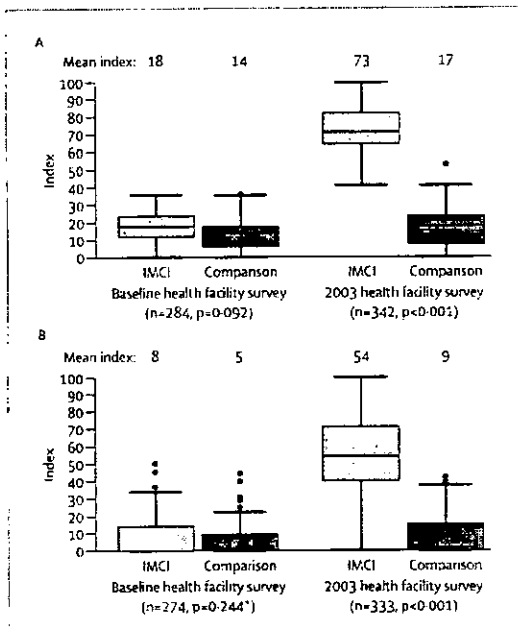 A
Mean index: 18 14 73 17
100
90
80
70
60
50
40
30
20
10
0
Index
IMCI Comparison IMCI Comparison
Baseline health facility survey 2003 health facility survey
(n=284, p=0·092) (n=342, p<0·001)
B
Mean index: 8 5 54 9
100
90
80
70
60
50
40
30
20
10
0
Index
IMCI Comparison IMCI Comparison
Baseline health facility survey 2003 health facility survey
(n=274, p=0·244*) (n=333, p<0·001)